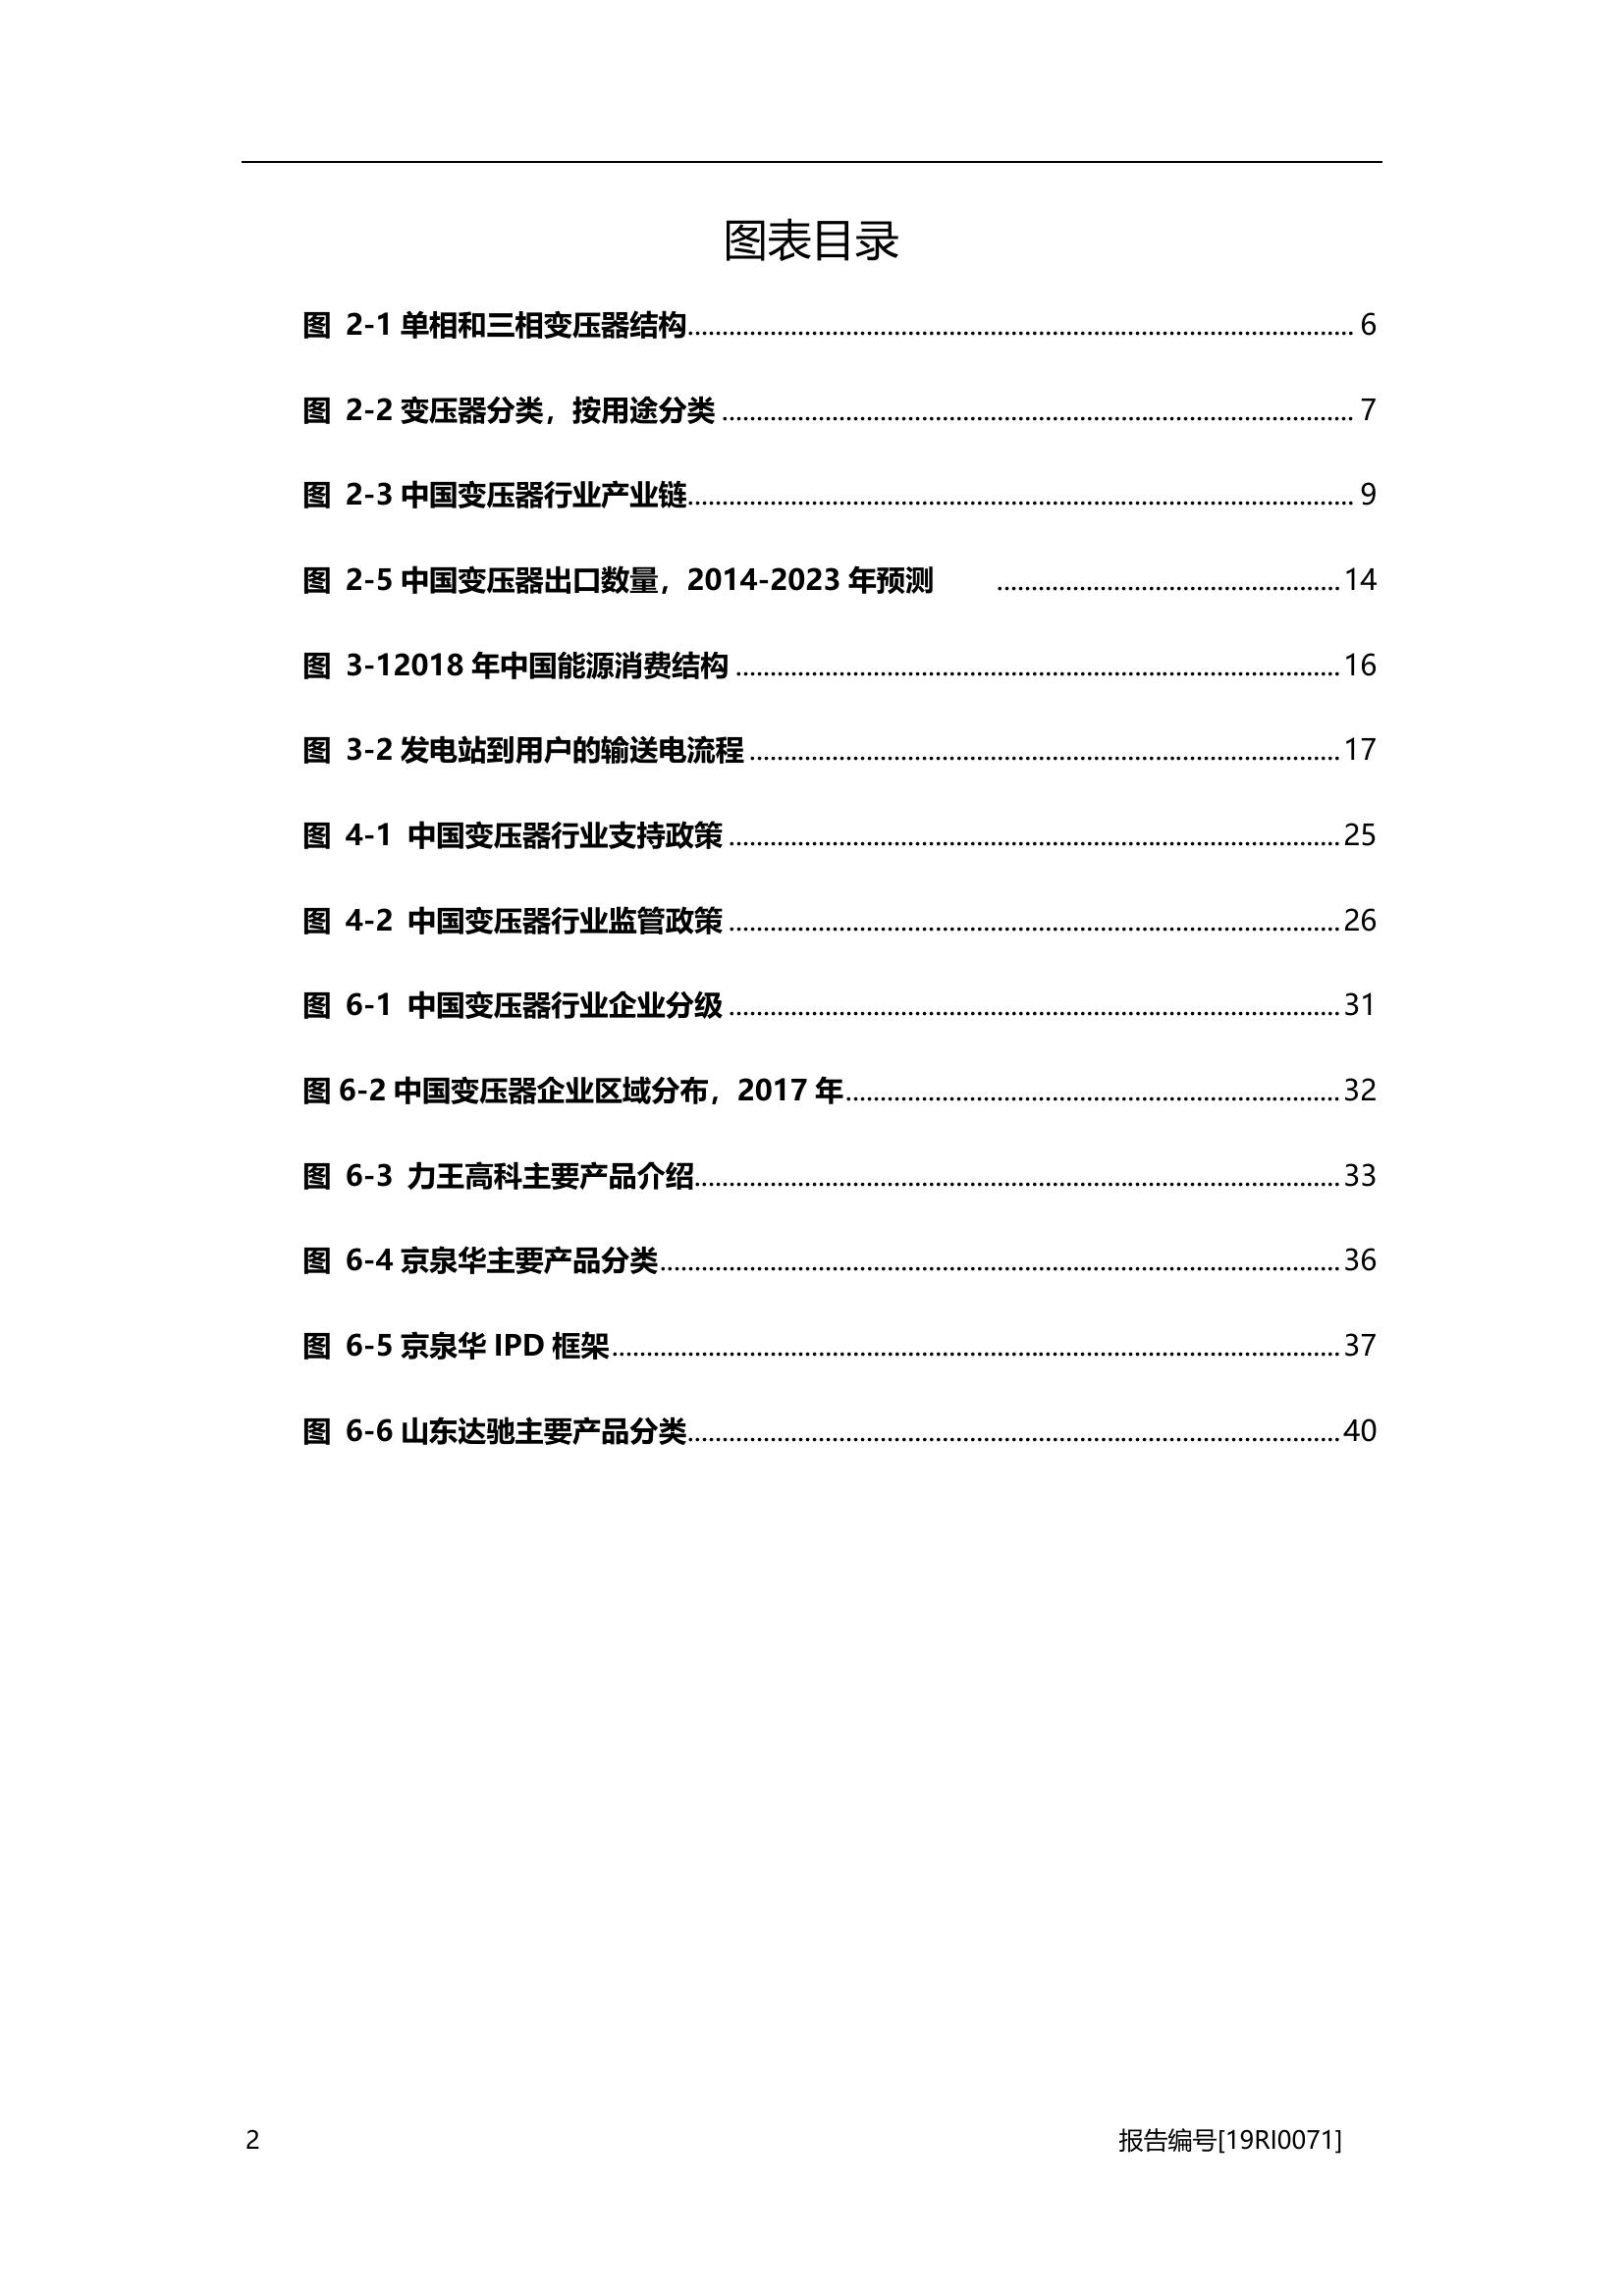 图表目录
图 2-1 单相和三相变压器结构 6
图 2-2 变压器分类，按用途分类 7
图 2-3 中国变压器行业产业链 9
图 2-5 中国变压器出口数量，2014-2023 年预测 14
图 3-12018 年中国能源消费结构 16
图 3-2 发电站到用户的输送电流程 17
图 4-1 中国变压器行业支持政策 25
图 4-2 中国变压器行业监管政策 26
图 6-1 中国变压器行业企业分级 31
图 6-2 中国变压器企业区域分布，2017 年 32
图 6-3 力王高科主要产品介绍 33
图 6-4 京泉华主要产品分类 36
图 6-5 京泉华 IPD 框架 37
图 6-6 山东达驰主要产品分类 40
2 报告编号[19RI0071]